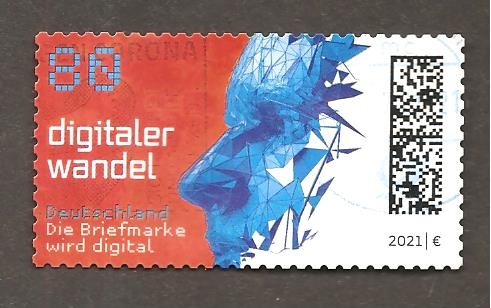 80
digitaler
wandel
Deutschland
Die Briefmarke
wird digital
2021|€